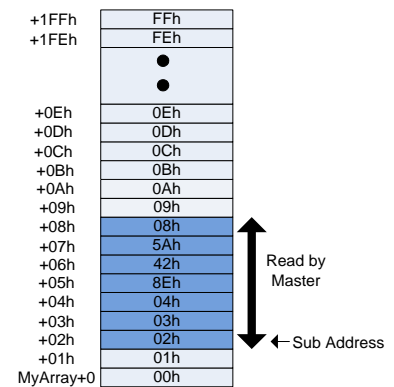 +1FFh FFh
+1FEh FEh
+0Eh 0Eh
+0Dh 0Dh
+0Ch 0Ch
+0Bh 0Bh
+0Ah 0Ah
+09h 09h
+08h 08h
+07h 5Ah
+06h 42h
+05h 8Eh
+04h 04h
+03h 03h
+02h 02h
+01h 01h
MyArray+0 00h
Read by
Master
Sub Address